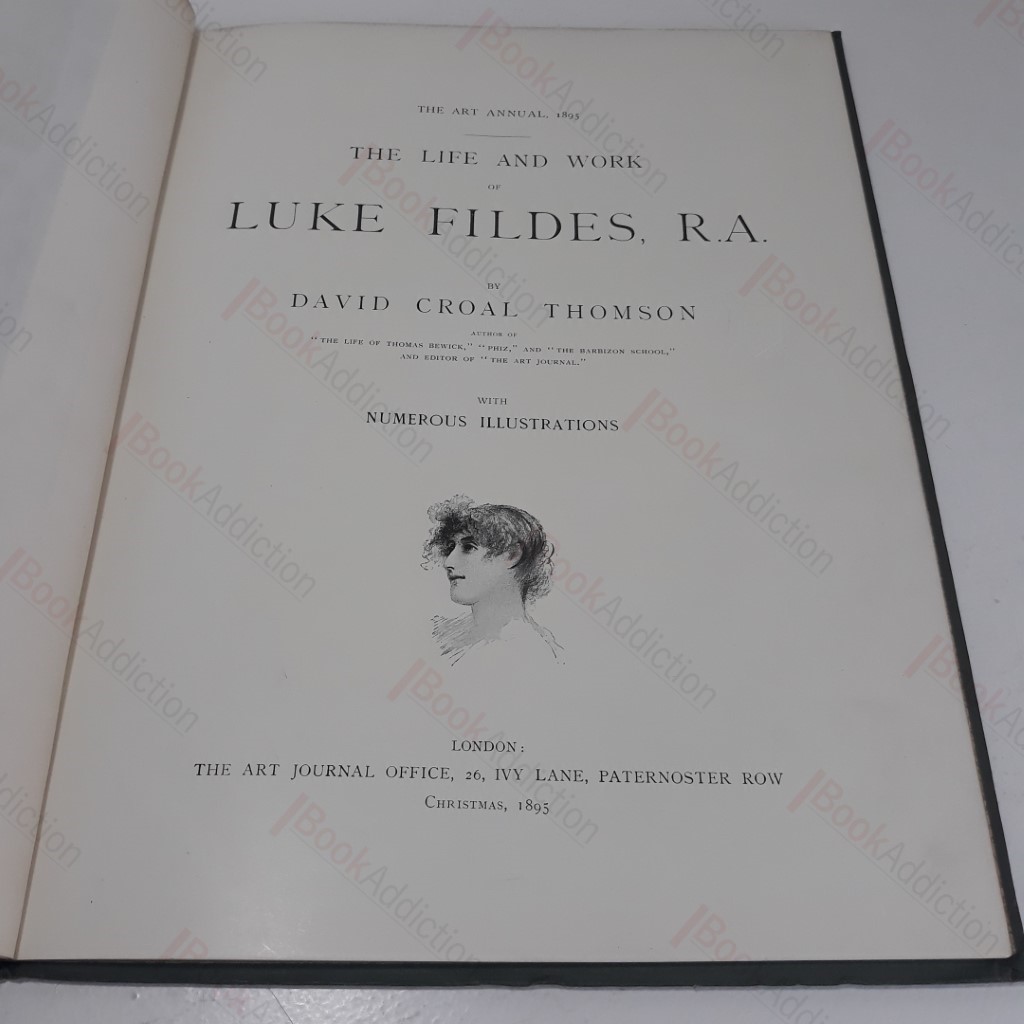 THE ART ANNUAL, 1895
THE LIFE AND WORK
OF
LUKE FILDES, R.A.
BY
DAVID CROAL THOMSON
AUTHOR OF
"THE LIFE OF THOMAS BEWICK," "PHIZ," AND "THE BARBIZON SCHOOL,"
AND EDITOR OF "THE ART JOURNAL."
WITH
NUMEROUS ILLUSTRATIONS
LONDON:
THE ART JOURNAL OFFICE, 26, IVY LANE, PATERNOSTER ROW
CHRISTMAS, 1895
BookAddiction